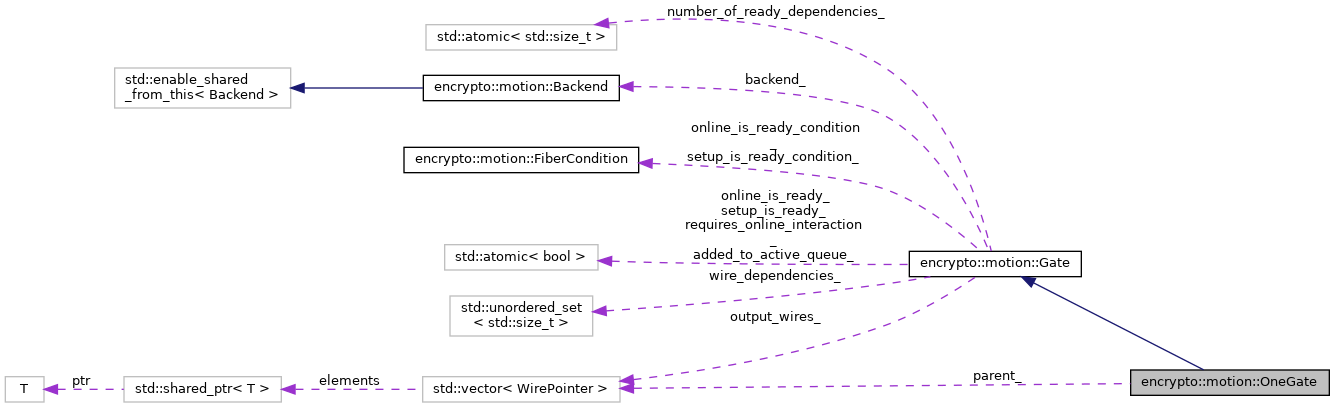 number_of_ready_dependencies_
std::atomic< std::size_t >
std::enable_shared
_from_this< Backend >
encrypto::motion::Backend
backend_
online_is_ready_condition
_
setup_is_ready_condition_
encrypto::motion::FiberCondition
online_is_ready_
setup_is_ready_
requires_online_interaction
_
added_to_active_queue_
std::atomic< bool >
encrypto::motion::Gate
wire_dependencies_
std::unordered_set
< std::size_t >
output_wires_
T
ptr
std::shared_ptr< T >
elements
std::vector< WirePointer >
parent_
encrypto::motion::OneGate